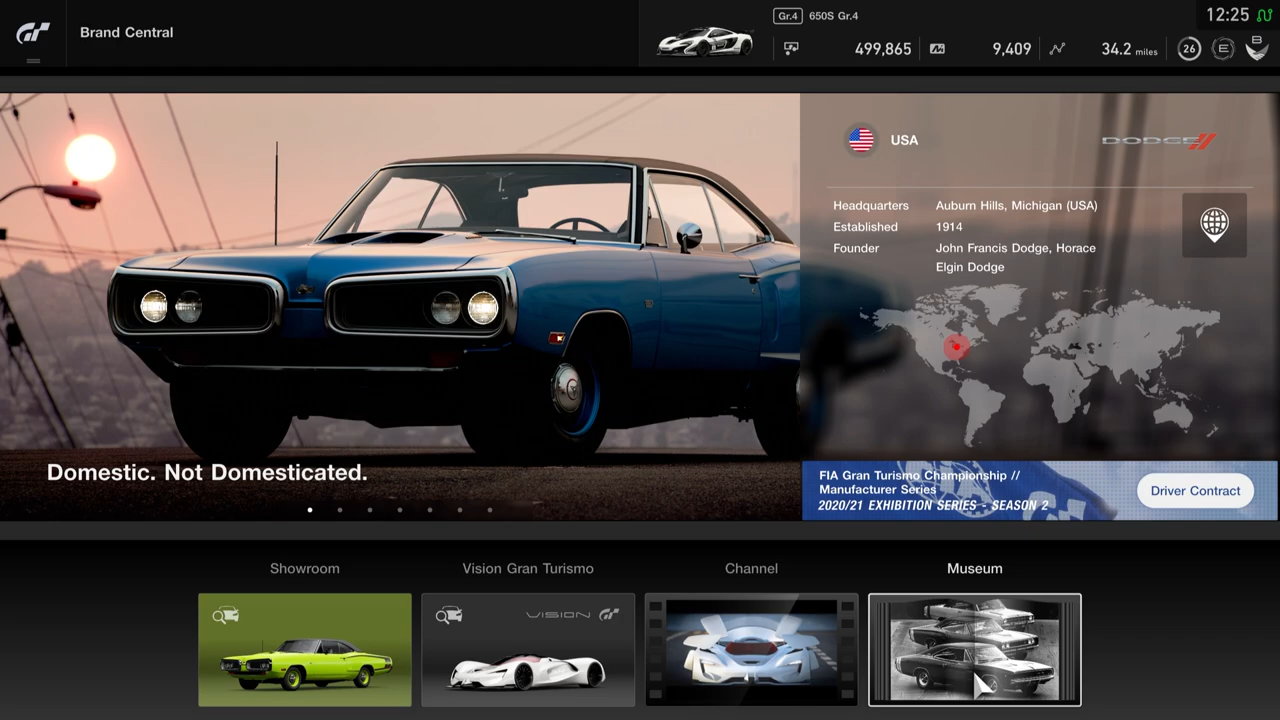 Brand Central
Gr.4 650S Gr.4
12:25
499,865
9,409
34.2 miles
26
E
B
USA
DODGE
Headquarters Auburn Hills, Michigan (USA)
Established 1914
Founder John Francis Dodge, Horace
Elgin Dodge
Domestic. Not Domesticated.
FIA Gran Turismo Championship //
Manufacturer Series
2020/21 EXHIBITION SERIES - SEASON 2
Driver Contract
Showroom
Vision Gran Turismo
Channel
Museum
VISION